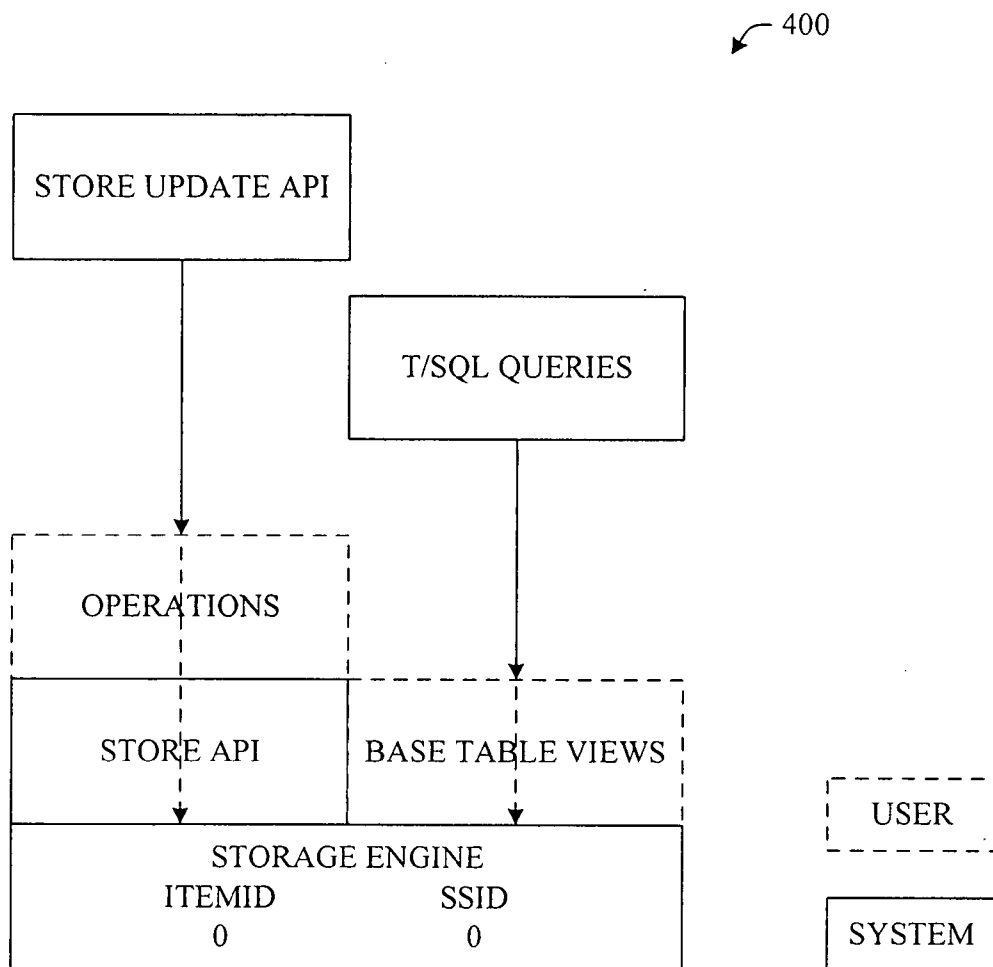 400
STORE UPDATE API
T/SQL QUERIES
OPERATIONS
STORE API
BASE TABLE VIEWS
STORAGE ENGINE
ITEMID SSID
0 0
USER
SYSTEM